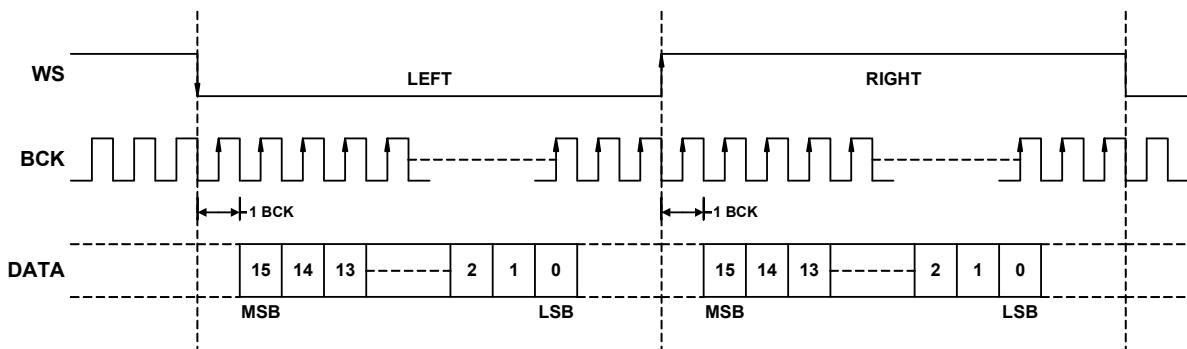 WS
LEFT
RIGHT
BCK
1 BCK
1 BCK
DATA
15 14 13 2 1 0
15 14 13 2 1 0
MSB
LSB
MSB
LSB